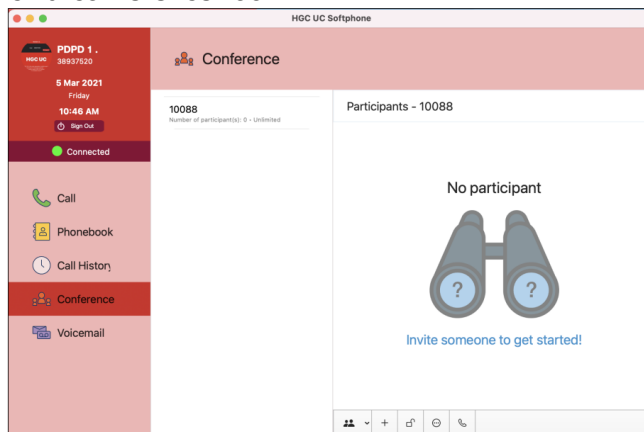 HGC UC Softphone
HGC UC
PDPD 1 .
38937520
5 Mar 2021
Friday
10:46 AM
Sign Out
Connected
Call
Phonebook
Call History
Conference
Voicemail
Conference
10088
Number of participant(s): 0 - Unlimited
Participants - 10088
No participant
? ?
Invite someone to get started!